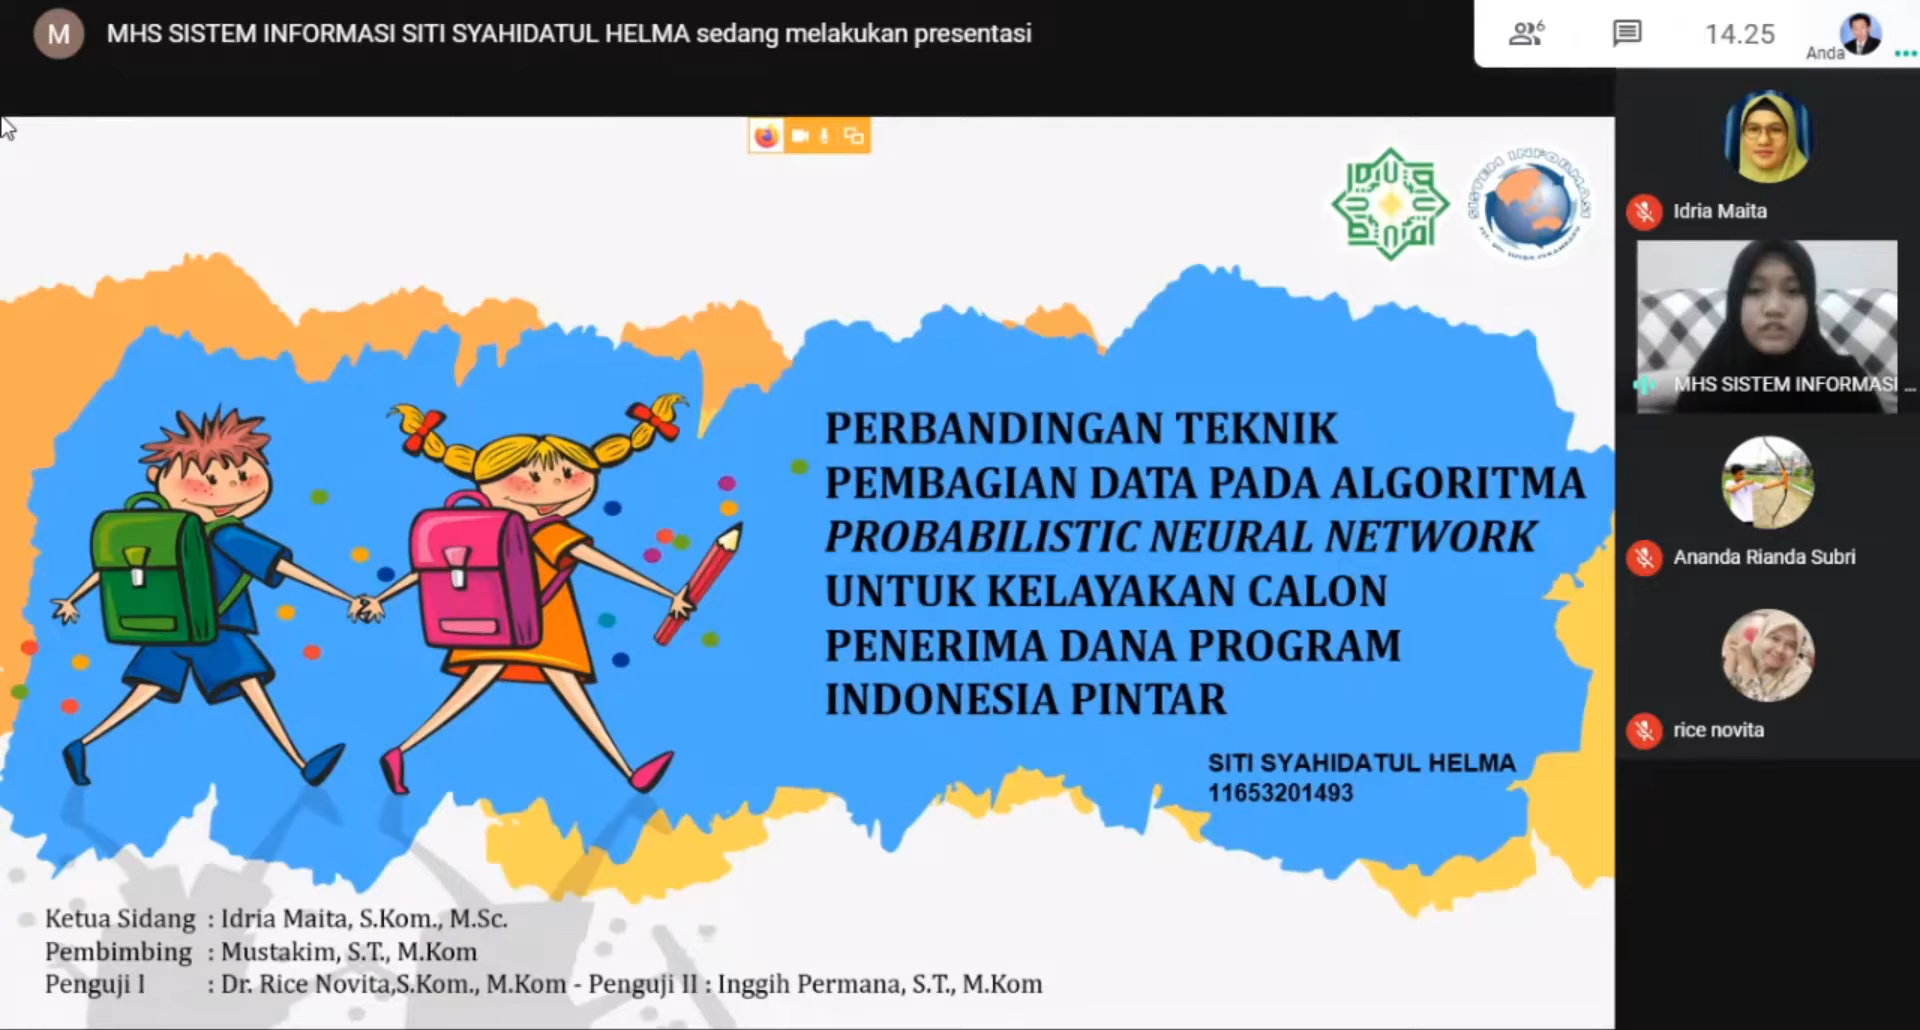 M
MHS SISTEM INFORMASI SITI SYAHIDATUL HELMA sedang melakukan presentasi
6
14.25
Anda
SISTEM INFORMASI
Idria Maita
MHS SISTEM INFORMASI ...
Ananda Rianda Subri
rice novita
PERBANDINGAN TEKNIK
PEMBAGIAN DATA PADA ALGORITMA
PROBABILISTIC NEURAL NETWORK
UNTUK KELAYAKAN CALON
PENERIMA DANA PROGRAM
INDONESIA PINTAR
SITI SYAHIDATUL HELMA
11653201493
Ketua Sidang : Idria Maita, S.Kom., M.Sc.
Pembimbing : Mustakim, S.T., M.Kom
Penguji I : Dr. Rice Novita,S.Kom., M.Kom - Penguji II : Inggih Permana, S.T., M.Kom